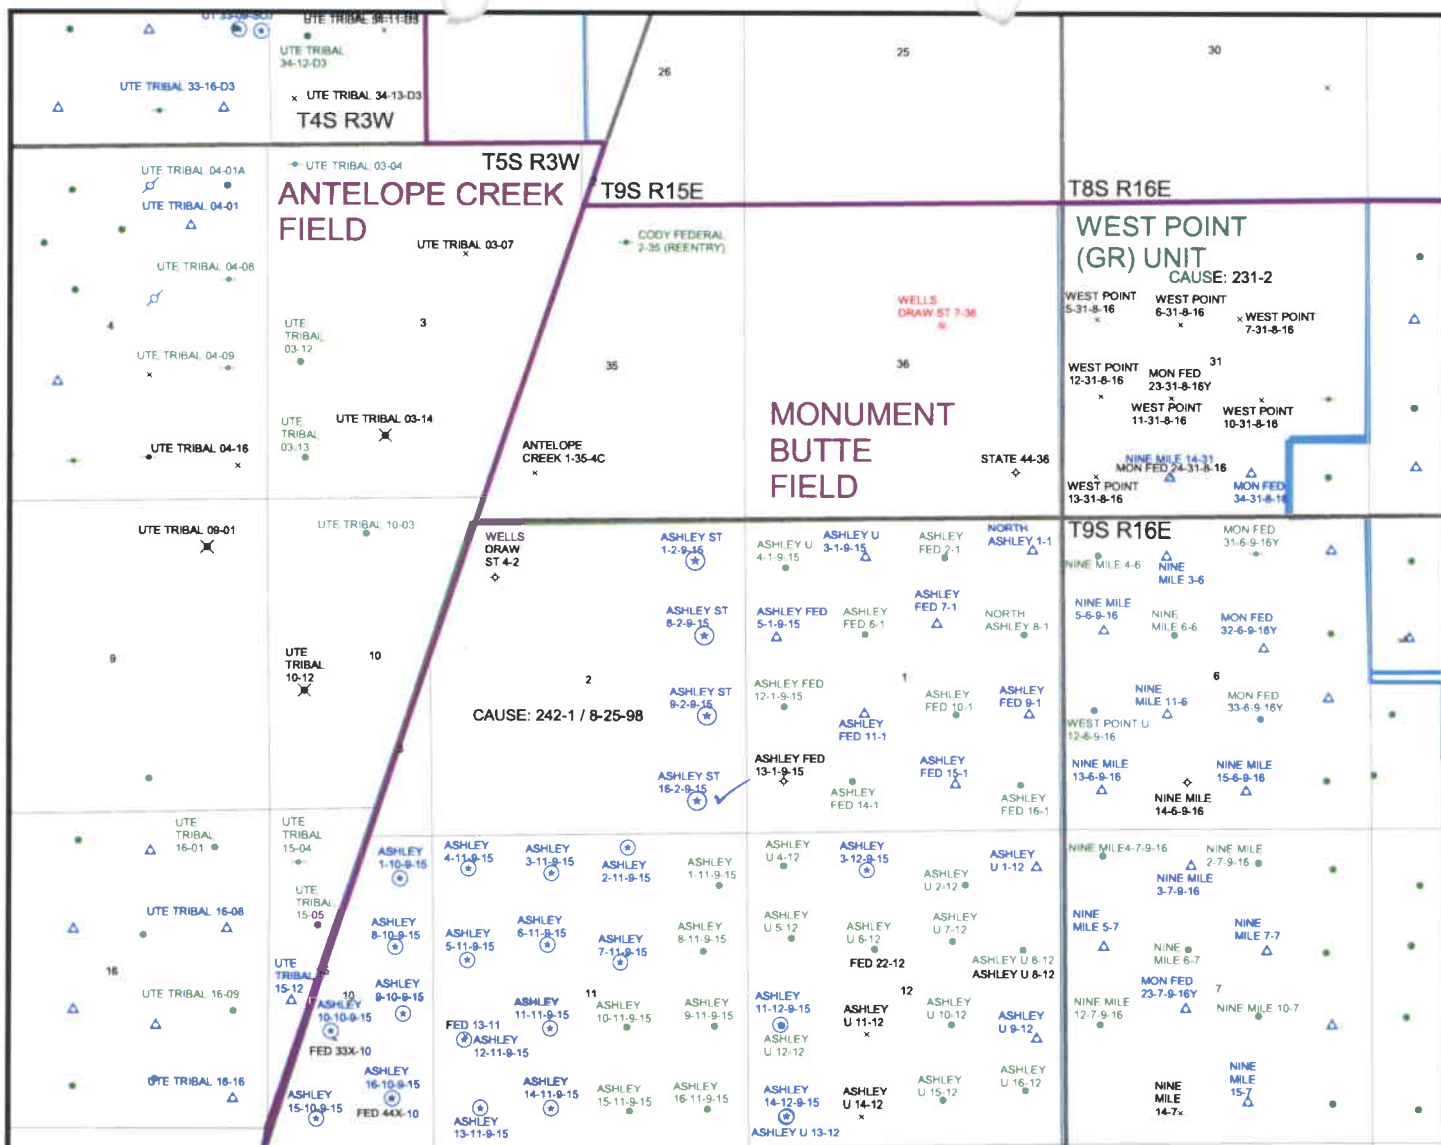 UTE TRIBAL 34-11-D3
UTE TRIBAL
34-12-D3
UTE TRIBAL 33-16-D3
UTE TRIBAL 34-13-D3
T4S R3W
26
25
30
UTE TRIBAL 04-01A
UTE TRIBAL 04-01
UTE TRIBAL 04-08
4
UTE TRIBAL 04-09
UTE TRIBAL 04-16
UTE TRIBAL 03-04
T5S R3W
ANTELOPE CREEK
FIELD
UTE TRIBAL 03-07
UTE
TRIBAL
03-12
3
UTE TRIBAL 03-14
UTE
TRIBAL
03-13
T9S R15E
T8S R16E
CODY FEDERAL
2-35 (REENTRY)
WELLS
DRAW ST 7-36
35
36
MONUMENT
BUTTE
FIELD
ANTELOPE
CREEK 1-35-4C
STATE 44-36
WEST POINT
(GR) UNIT
CAUSE: 231-2
WEST POINT
5-31-8-16
WEST POINT
6-31-8-16
WEST POINT
7-31-8-16
31
WEST POINT
12-31-8-16
MON FED
23-31-8-16Y
WEST POINT
11-31-8-16
WEST POINT
10-31-8-16
NINE MILE 14-31
MON FED 24-31-8-16
WEST POINT
13-31-8-16
MON FED
34-31-8-16
UTE TRIBAL 09-01
UTE TRIBAL 10-03
9
UTE
TRIBAL
10-12
10
WELLS
DRAW
ST 4-2
ASHLEY ST
1-2-9-15
ASHLEY ST
8-2-9-15
2
ASHLEY ST
9-2-9-15
CAUSE: 242-1 / 8-25-98
ASHLEY ST
16-2-9-15
ASHLEY U
4-1-9-15
ASHLEY U
3-1-9-15
ASHLEY
FED 2-1
NORTH
ASHLEY 1-1
ASHLEY FED
5-1-9-15
ASHLEY
FED 6-1
ASHLEY
FED 7-1
NORTH
ASHLEY 8-1
1
ASHLEY FED
12-1-9-15
ASHLEY
FED 11-1
ASHLEY
FED 10-1
ASHLEY
FED 9-1
ASHLEY FED
13-1-9-15
ASHLEY
FED 14-1
ASHLEY
FED 15-1
ASHLEY
FED 16-1
T9S R16E
NINE MILE 4-6
NINE
MILE 3-6
MON FED
31-6-9-16Y
NINE MILE
5-6-9-16
NINE
MILE 6-6
MON FED
32-6-9-16Y
6
WEST POINT U
12-6-9-16
NINE
MILE 11-6
MON FED
33-6-9-16Y
NINE MILE
13-6-9-16
NINE MILE
14-6-9-16
NINE MILE
15-6-9-16
UTE
TRIBAL
16-01
UTE
TRIBAL
15-04
UTE
TRIBAL
15-05
UTE TRIBAL 16-08
16
UTE TRIBAL 16-09
UTE TRIBAL 16-16
UTE
TRIBAL
15-12
ASHLEY
1-10-9-15
ASHLEY
8-10-9-15
ASHLEY
9-10-9-15
10
ASHLEY
10-10-9-15
FED 33X-10
ASHLEY
16-10-9-15
FED 44X-10
ASHLEY
15-10-9-15
ASHLEY
4-11-9-15
ASHLEY
3-11-9-15
ASHLEY
2-11-9-15
ASHLEY
1-11-9-15
ASHLEY
5-11-9-15
ASHLEY
6-11-9-15
ASHLEY
7-11-9-15
ASHLEY
8-11-9-15
11
FED 13-11
ASHLEY
12-11-9-15
ASHLEY
11-11-9-15
ASHLEY
10-11-9-15
ASHLEY
9-11-9-15
ASHLEY
13-11-9-15
ASHLEY
14-11-9-15
ASHLEY
15-11-9-15
ASHLEY
16-11-9-15
ASHLEY
U 4-12
ASHLEY
3-12-9-15
ASHLEY
U 2-12
ASHLEY
U 1-12
ASHLEY
U 5-12
ASHLEY
U 6-12
FED 22-12
ASHLEY
U 7-12
ASHLEY U 8-12
ASHLEY U 8-12
12
ASHLEY
11-12-9-15
ASHLEY
U 12-12
ASHLEY
U 11-12
ASHLEY
U 10-12
ASHLEY
U 9-12
ASHLEY
14-12-9-15
ASHLEY U 13-12
ASHLEY
U 14-12
ASHLEY
U 15-12
ASHLEY
U 16-12
NINE MILE4-7-9-16
NINE MILE
3-7-9-16
NINE MILE
2-7-9-16
NINE
MILE 5-7
NINE
MILE 6-7
NINE
MILE 7-7
7
NINE MILE
12-7-9-16
MON FED
23-7-9-16Y
NINE MILE 10-7
NINE
MILE
14-7
NINE
MILE
15-7